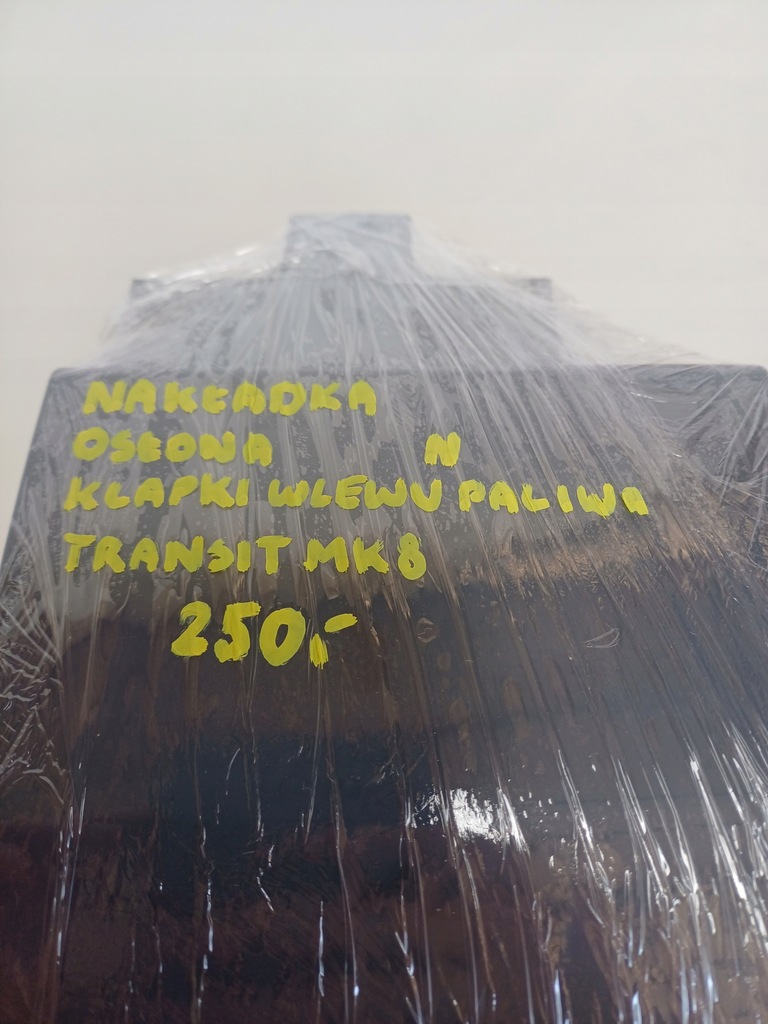 NAKŁADKA
OSŁONA N
KLAPKI WLEWU PALIWA
TRANSIT MK8
250,-